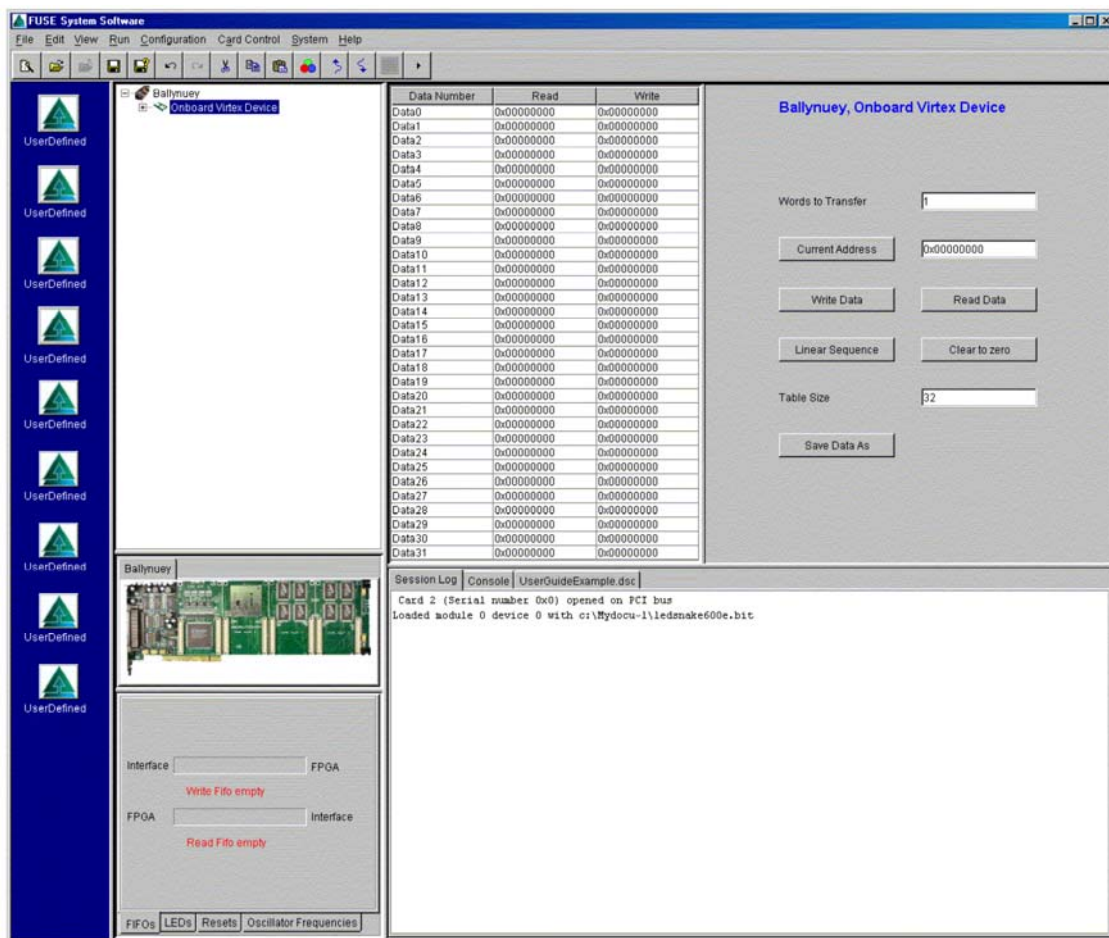 FUSE System Software
File Edit View Run Configuration Card Control System Help
UserDefined
UserDefined
UserDefined
UserDefined
UserDefined
UserDefined
UserDefined
UserDefined
UserDefined
Ballynuey
Onboard Virtex Device
Data Number Read Write
Data0 0x00000000 0x00000000
Data1 0x00000000 0x00000000
Data2 0x00000000 0x00000000
Data3 0x00000000 0x00000000
Data4 0x00000000 0x00000000
Data5 0x00000000 0x00000000
Data6 0x00000000 0x00000000
Data7 0x00000000 0x00000000
Data8 0x00000000 0x00000000
Data9 0x00000000 0x00000000
Data10 0x00000000 0x00000000
Data11 0x00000000 0x00000000
Data12 0x00000000 0x00000000
Data13 0x00000000 0x00000000
Data14 0x00000000 0x00000000
Data15 0x00000000 0x00000000
Data16 0x00000000 0x00000000
Data17 0x00000000 0x00000000
Data18 0x00000000 0x00000000
Data19 0x00000000 0x00000000
Data20 0x00000000 0x00000000
Data21 0x00000000 0x00000000
Data22 0x00000000 0x00000000
Data23 0x00000000 0x00000000
Data24 0x00000000 0x00000000
Data25 0x00000000 0x00000000
Data26 0x00000000 0x00000000
Data27 0x00000000 0x00000000
Data28 0x00000000 0x00000000
Data29 0x00000000 0x00000000
Data30 0x00000000 0x00000000
Data31 0x00000000 0x00000000
Ballynuey, Onboard Virtex Device
Words to Transfer 1
Current Address 0x00000000
Write Data Read Data
Linear Sequence Clear to zero
Table Size 32
Save Data As
Ballynuey
Interface FPGA
Write Fifo empty
FPGA Interface
Read Fifo empty
FIFOs LEDs Resets Oscillator Frequencies
Session Log Console UserGuideExample.dsc
Card 2 (Serial number 0x0) opened on PCI bus
Loaded module 0 device 0 with c:\Mydocu~1\ledsnake600e.bit